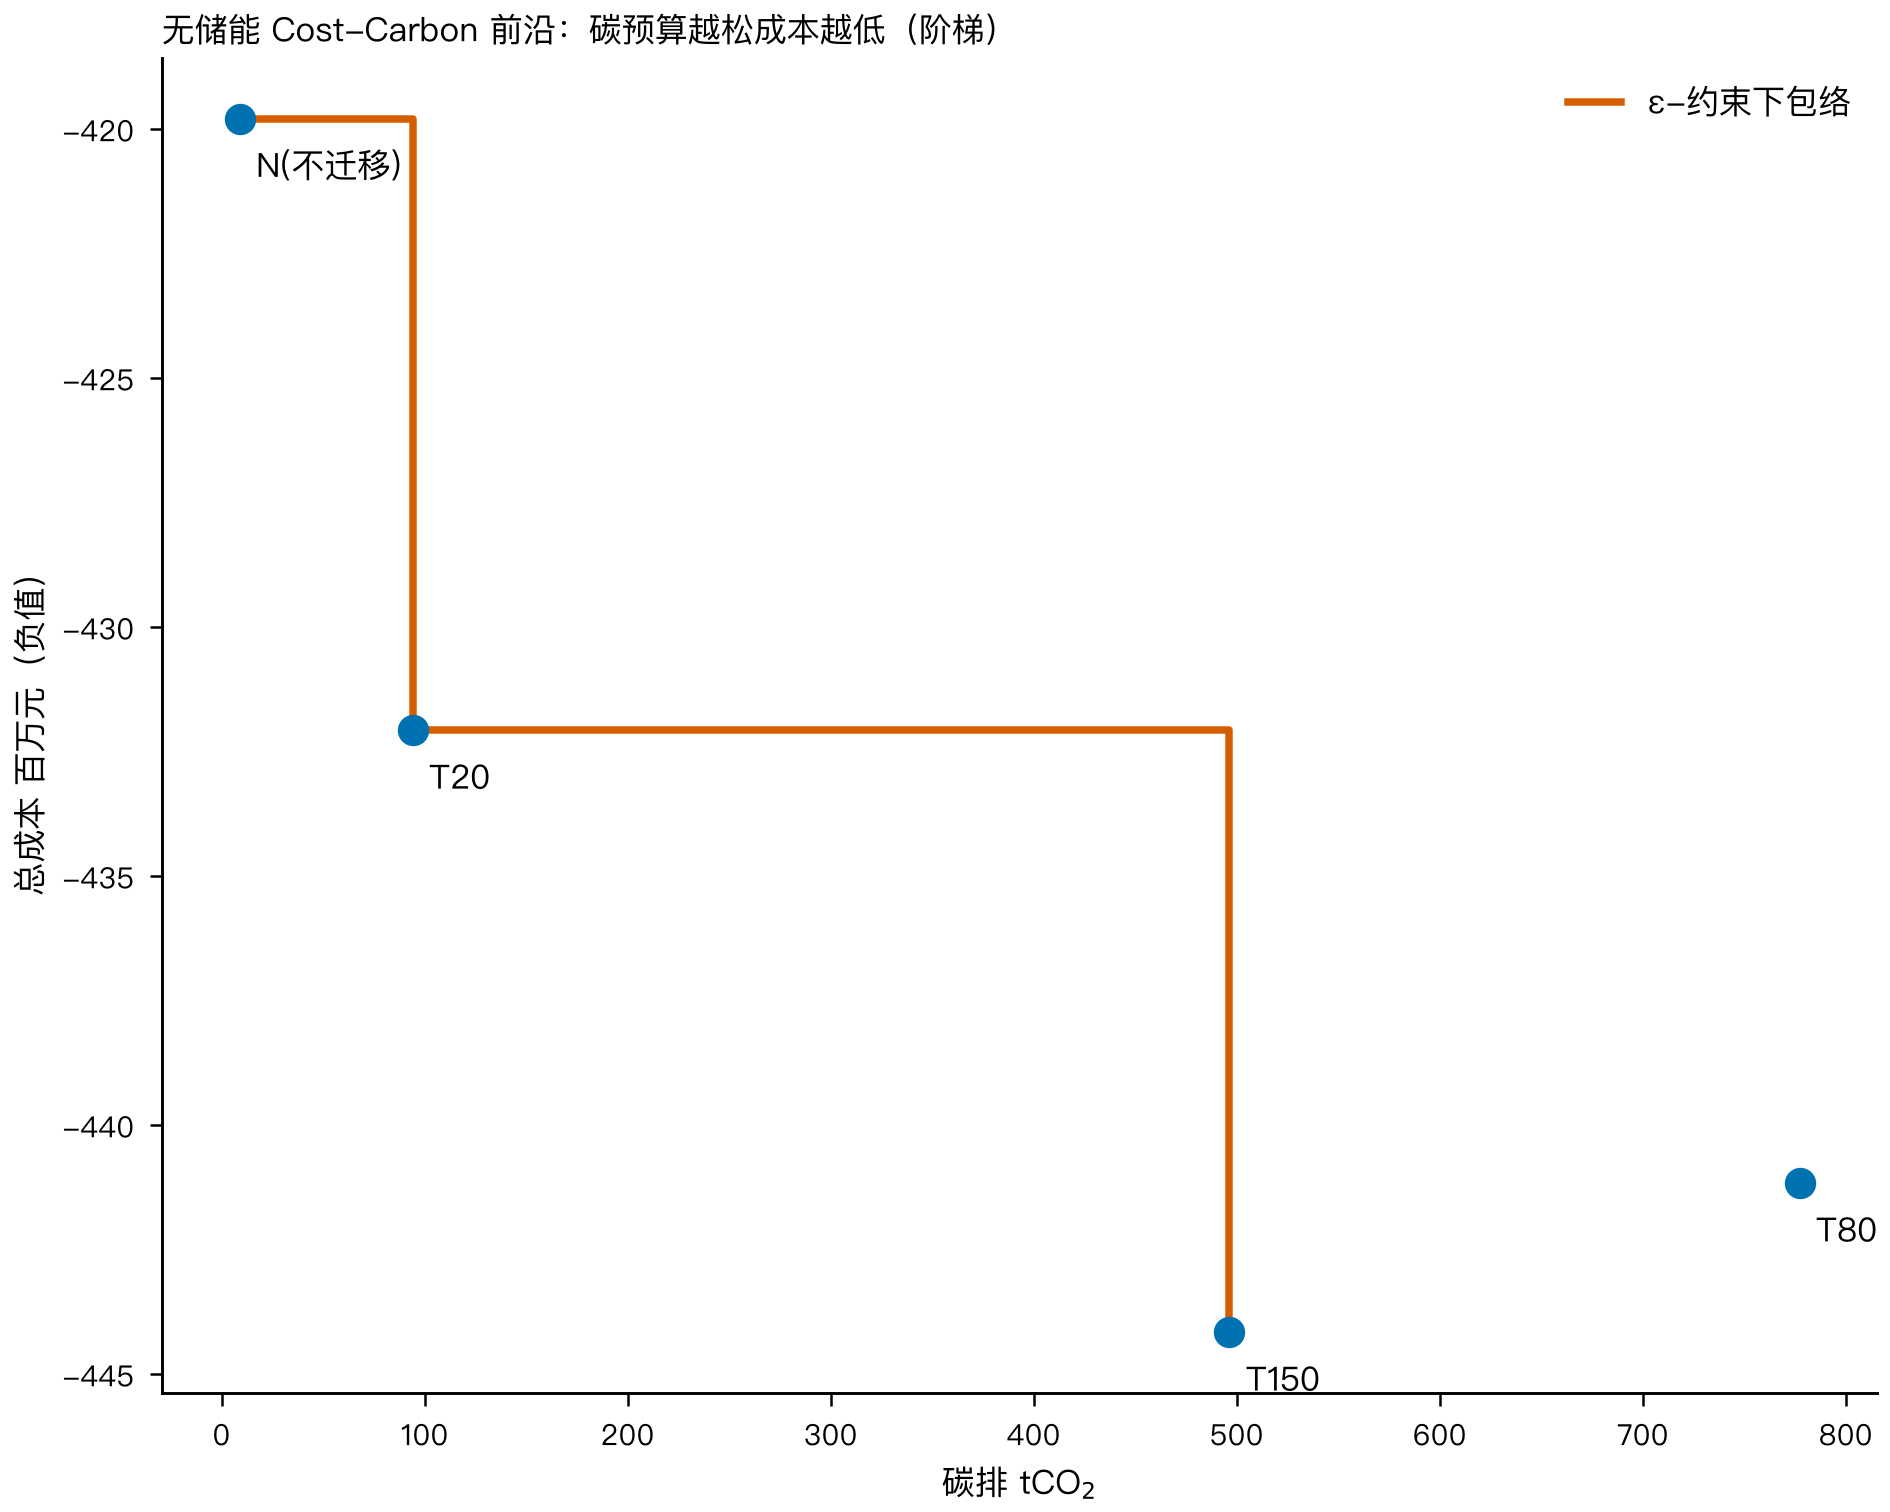 无储能 Cost–Carbon 前沿：碳预算越松成本越低（阶梯）
ε–约束下包络
N(不迁移)
T20
T150
T80
总成本 百万元（负值）
–420
–425
–430
–435
–440
–445
0 100 200 300 400 500 600 700 800
碳排 tCO₂